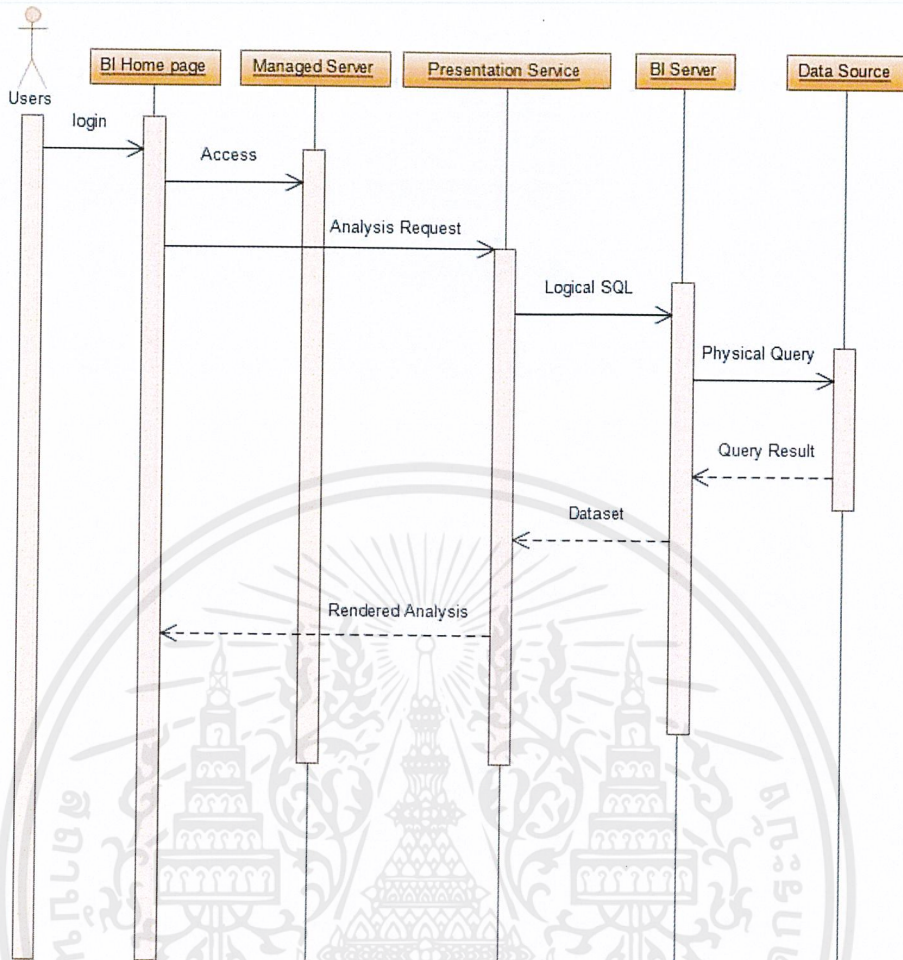 Users
BI Home page
Managed Server
Presentation Service
BI Server
Data Source
login
Access
Analysis Request
Logical SQL
Physical Query
Query Result
Dataset
Rendered Analysis